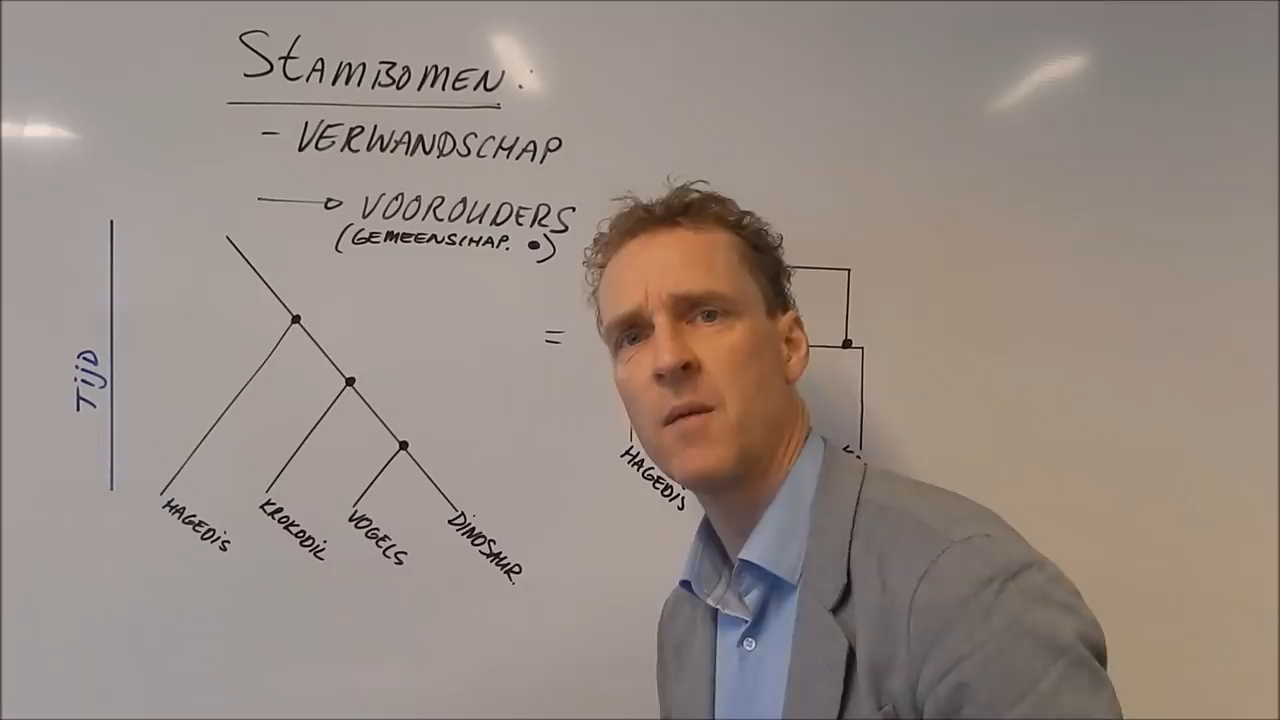 STAMBOMEN:
- VERWANDSCHAP
→ VOOROUDERS
(GEMEENSCHAP. •)
TIJD
=
HAGEDIS
KROKODIL
VOGELS
DINOSAUR.
HAGEDIS